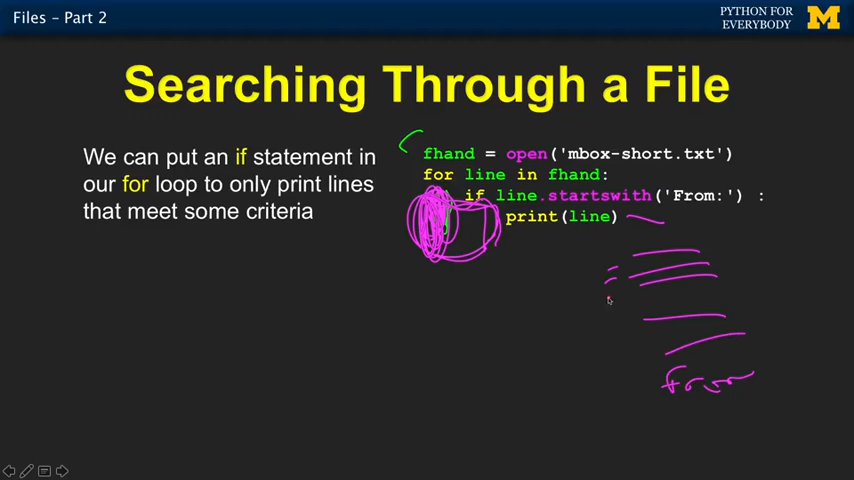 Files – Part 2
PYTHON FOR
EVERYBODY
Searching Through a File
We can put an if statement in
our for loop to only print lines
that meet some criteria
fhand = open('mbox-short.txt')
for line in fhand:
if line.startswith('From:') :
print(line)
From